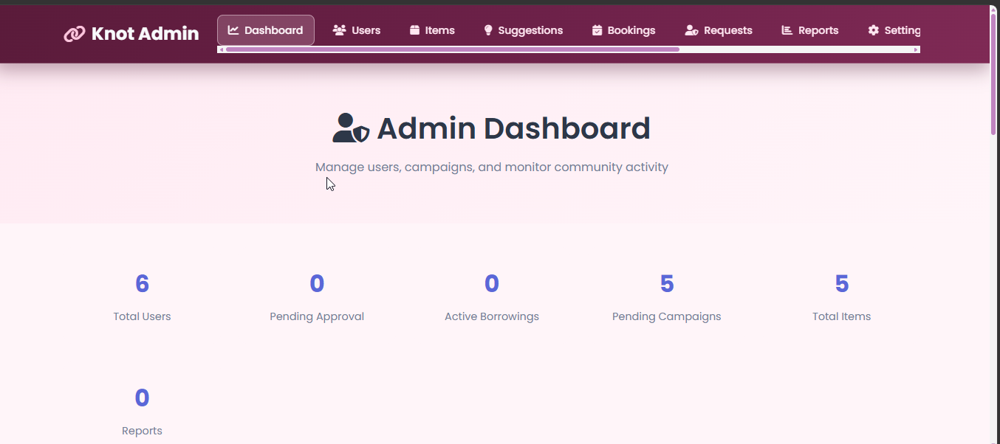 Knot Admin
Dashboard
Users
Items
Suggestions
Bookings
Requests
Reports
Setting
Admin Dashboard
Manage users, campaigns, and monitor community activity
6
Total Users
0
Pending Approval
0
Active Borrowings
5
Pending Campaigns
5
Total Items
0
Reports